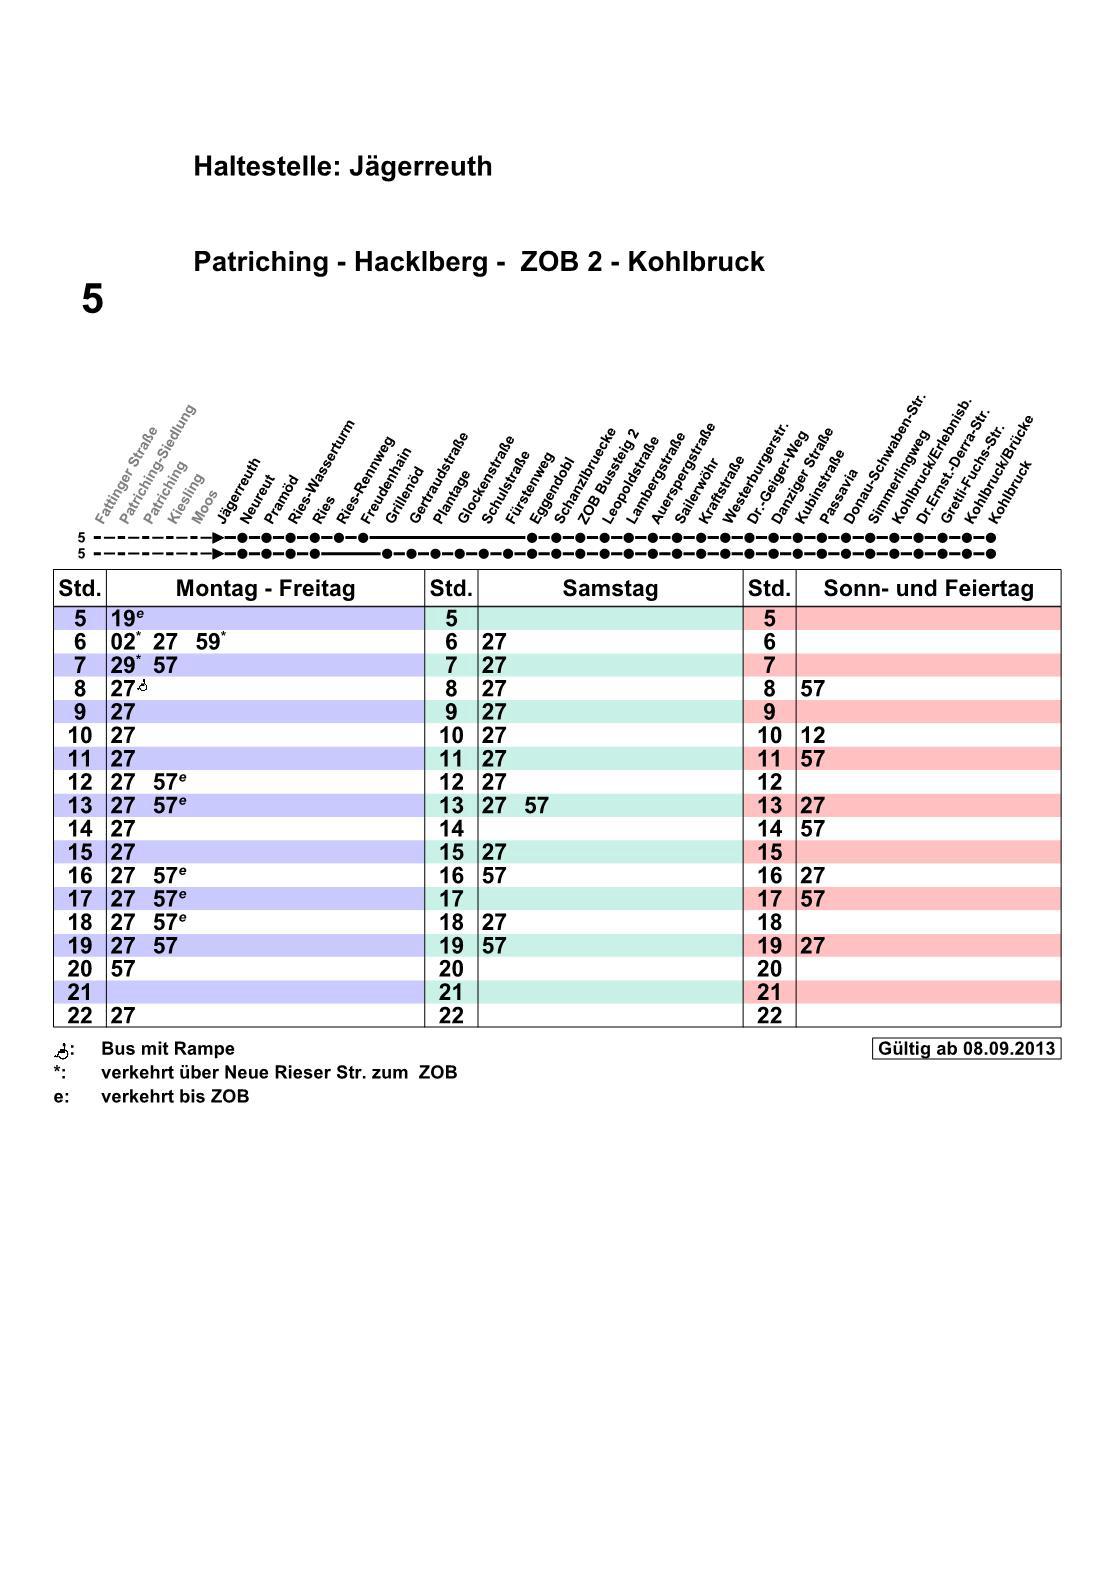 Haltestelle: Jägerreuth
Patriching - Hacklberg -  ZOB 2 - Kohlbruck
5
Fattinger Straße
Patriching-Siedlung
Patriching
Kiesling
Moos
Jägerreuth
Neureut
Pramöd
Ries-Wasserturm
Ries
Ries-Rennweg
Freudenhain
Grillenöd
Gertraudstraße
Plantage
Glockenstraße
Schulstraße
Fürstenweg
Eggendobl
Schanzlbruecke
ZOB Bussteig 2
Leopoldstraße
Lambergstraße
Auerspergstraße
Sailerwöhr
Kraftstraße
Westerburgerstr.
Dr.-Geiger-Weg
Danziger Straße
Kubinstraße
Passavia
Donau-Schwaben-Str.
Simmerlingweg
Kohlbruck/Erlebnisb.
Dr.Ernst.-Derra-Str.
Gretl-Fuchs-Str.
Kohlbruck/Brücke
Kohlbruck
5
5
Std. Montag - Freitag Std. Samstag Std. Sonn- und Feiertag
5 19e 5 5
6 02* 27 59* 6 27 6
7 29* 57 7 27 7
8 27 8 27 8 57
9 27 9 27 9
10 27 10 27 10 12
11 27 11 27 11 57
12 27 57e 12 27 12
13 27 57e 13 27 57 13 27
14 27 14 14 57
15 27 15 27 15
16 27 57e 16 57 16 27
17 27 57e 17 17 57
18 27 57e 18 27 18
19 27 57 19 57 19 27
20 57 20 20
21 21 21
22 27 22 22
: Bus mit Rampe Gültig ab 08.09.2013
*: verkehrt über Neue Rieser Str. zum  ZOB
e: verkehrt bis ZOB